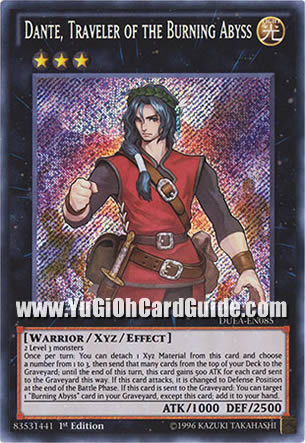 DANTE, TRAVELER OF THE BURNING ABYSS
光
www.YuGiOhCardGuide.com
DUEA-EN085
[WARRIOR / XYZ / EFFECT]
2 Level 3 monsters
Once per turn: You can detach 1 Xyz Material from this card and choose
a number from 1 to 3, then send that many cards from the top of your Deck to the
Graveyard; until the end of this turn, this card gains 500 ATK for each card sent
to the Graveyard this way. If this card attacks, it is changed to Defense Position
at the end of the Battle Phase. If this card is sent to the Graveyard: You can target
1 "Burning Abyss" card in your Graveyard, except this card; add it to your hand.
ATK/1000 DEF/2500
83531441 1st Edition ©1996 KAZUKI TAKAHASHI